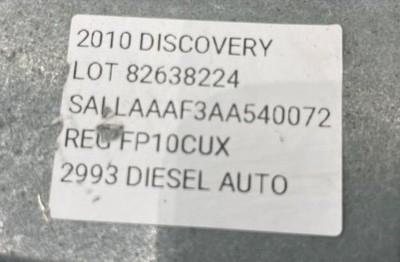 2010 DISCOVERY
LOT 82638224
SALLAAAF3AA540072
REG FP10CUX
2993 DIESEL AUTO